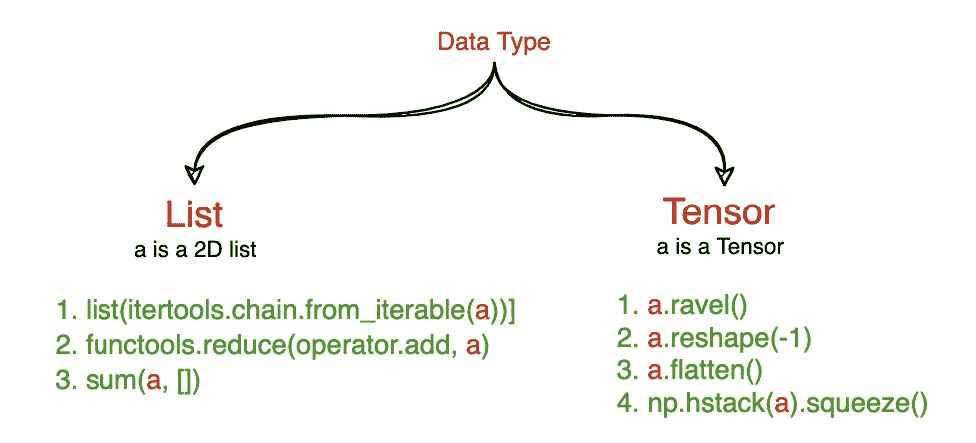 Data Type
List
a is a 2D list
1. list(itertools.chain.from_iterable(a))]
2. functools.reduce(operator.add, a)
3. sum(a, [])
Tensor
a is a Tensor
1. a.ravel()
2. a.reshape(-1)
3. a.flatten()
4. np.hstack(a).squeeze()